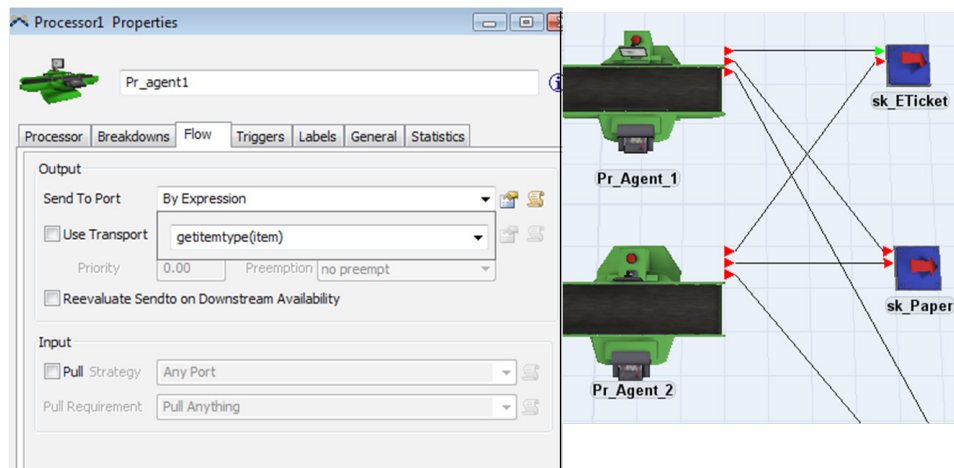 Processor1 Properties
Pr_agent1
Processor Breakdowns Flow Triggers Labels General Statistics
Output
Send To Port By Expression
Use Transport getitemtype(item)
Priority 0.00 Preemption no preempt
Reevaluate Sendto on Downstream Availability
Input
Pull Strategy Any Port
Pull Requirement Pull Anything
sk_ETicket
Pr_Agent_1
sk_Paper
Pr_Agent_2